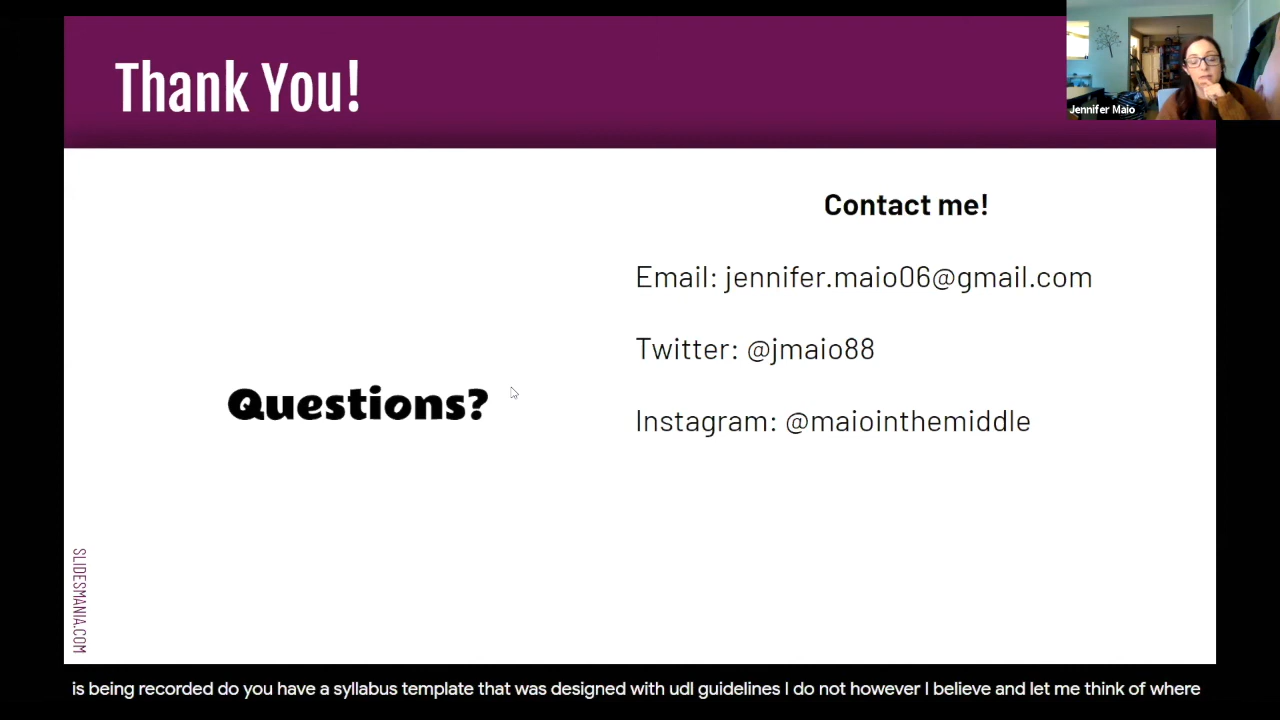 Thank You!
Jennifer Maio
Contact me!
Email: jennifer.maio06@gmail.com
Twitter: @jmaio88
Questions?
Instagram: @maiointhemiddle
SLIDESMANIA.COM
is being recorded do you have a syllabus template that was designed with udl guidelines I do not however I believe and let me think of where